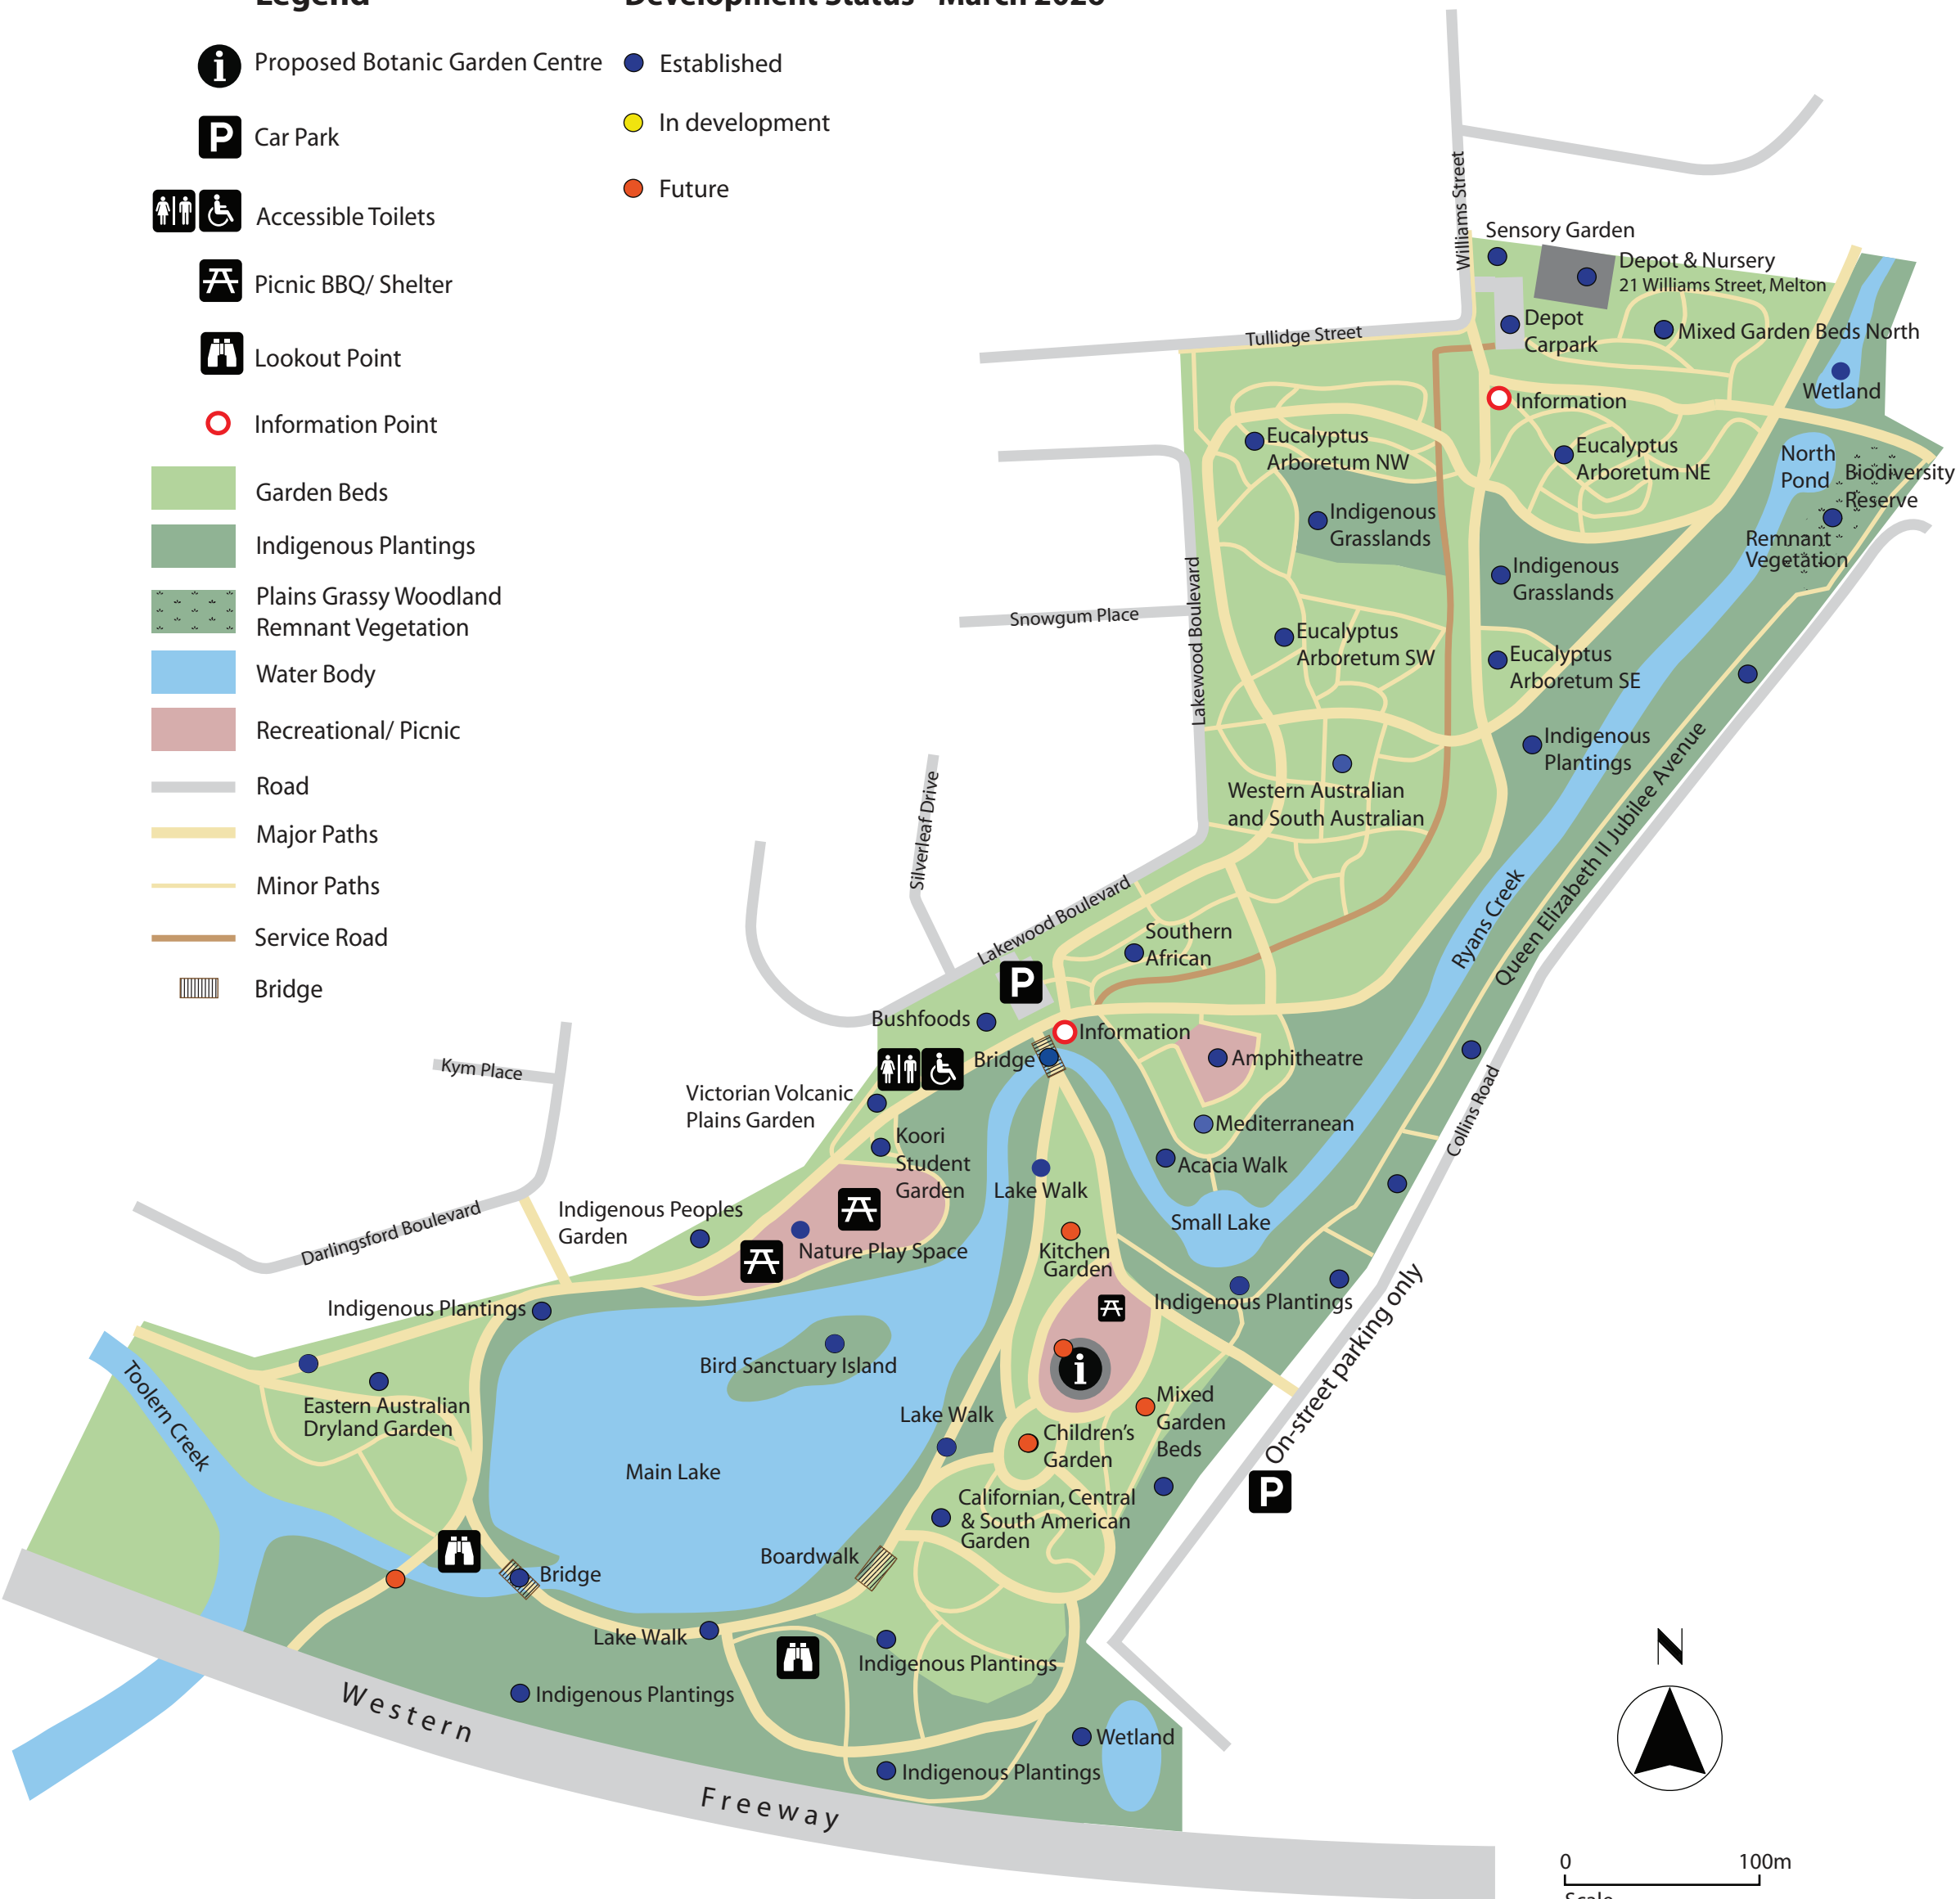 Legend
Development Status - March 2026
Proposed Botanic Garden Centre
Established
Car Park
In development
Accessible Toilets
Future
Picnic BBQ/ Shelter
Lookout Point
Information Point
Garden Beds
Indigenous Plantings
Plains Grassy Woodland
Remnant Vegetation
Water Body
Recreational/ Picnic
Road
Major Paths
Minor Paths
Service Road
Bridge
i
P
Williams Street
Sensory Garden
Depot & Nursery
21 Williams Street, Melton
Depot
Carpark
Mixed Garden Beds North
Tullidge Street
Wetland
Information
Eucalyptus
Arboretum NW
Eucalyptus
Arboretum NE
North
Pond
Biodiversity
Reserve
Indigenous
Grasslands
Remnant
Vegetation
Indigenous
Grasslands
Lakewood Boulevard
Snowgum Place
Eucalyptus
Arboretum SW
Eucalyptus
Arboretum SE
Indigenous
Plantings
Western Australian
and South Australian
Silverleaf Drive
Queen Elizabeth II Jubilee Avenue
Ryans Creek
Lakewood Boulevard
Southern
African
P
Bushfoods
Information
Bridge
Amphitheatre
Kym Place
Victorian Volcanic
Plains Garden
Mediterranean
Collins Road
Koori
Student
Garden
Acacia Walk
Lake Walk
Indigenous Peoples
Garden
Small Lake
Darlingsford Boulevard
Nature Play Space
Kitchen
Garden
Indigenous Plantings
Indigenous Plantings
On-street parking only
P
Bird Sanctuary Island
i
Toolern Creek
Eastern Australian
Dryland Garden
Mixed
Garden
Beds
Lake Walk
Children's
Garden
Main Lake
Californian, Central
& South American
Garden
Boardwalk
Bridge
Lake Walk
Indigenous Plantings
Indigenous Plantings
Wetland
Indigenous Plantings
Western
Freeway
N
0 100m
Scale